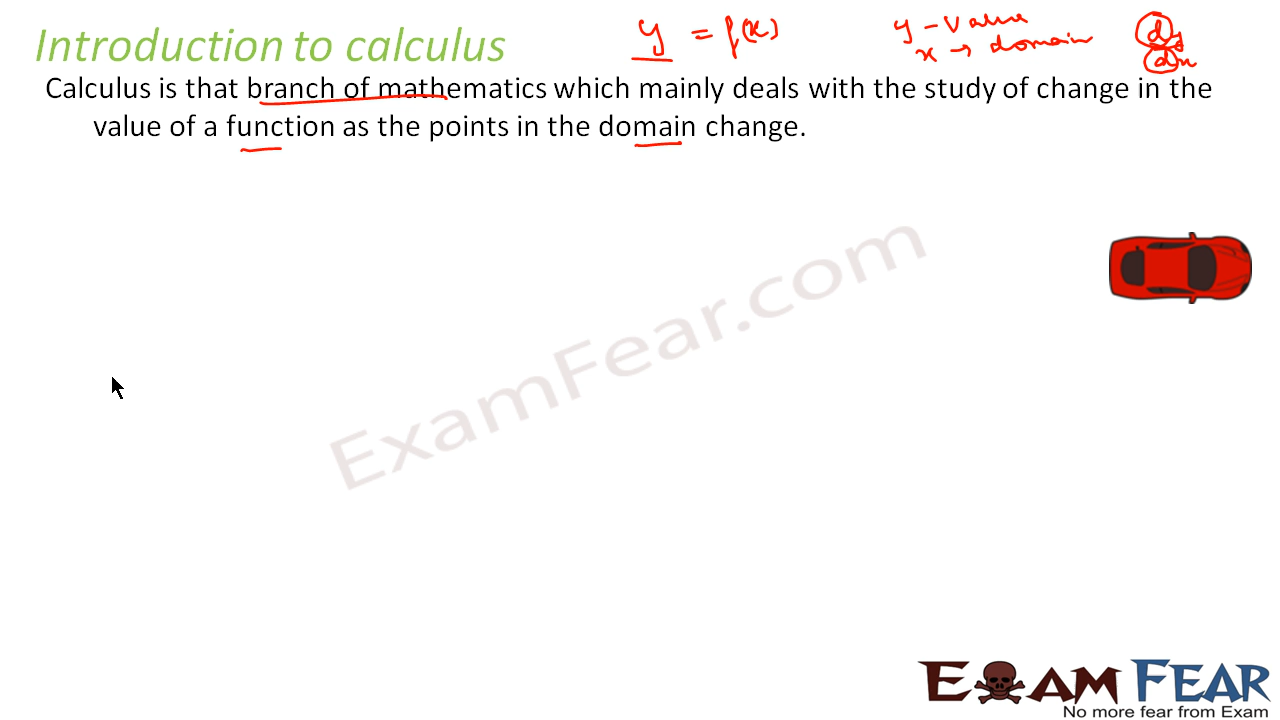 Introduction to calculus
y = f(x)
y - value
x → domain
dy
dx
Calculus is that branch of mathematics which mainly deals with the study of change in the
value of a function as the points in the domain change.
ExamFear.com
EXAM FEAR
No more fear from Exam